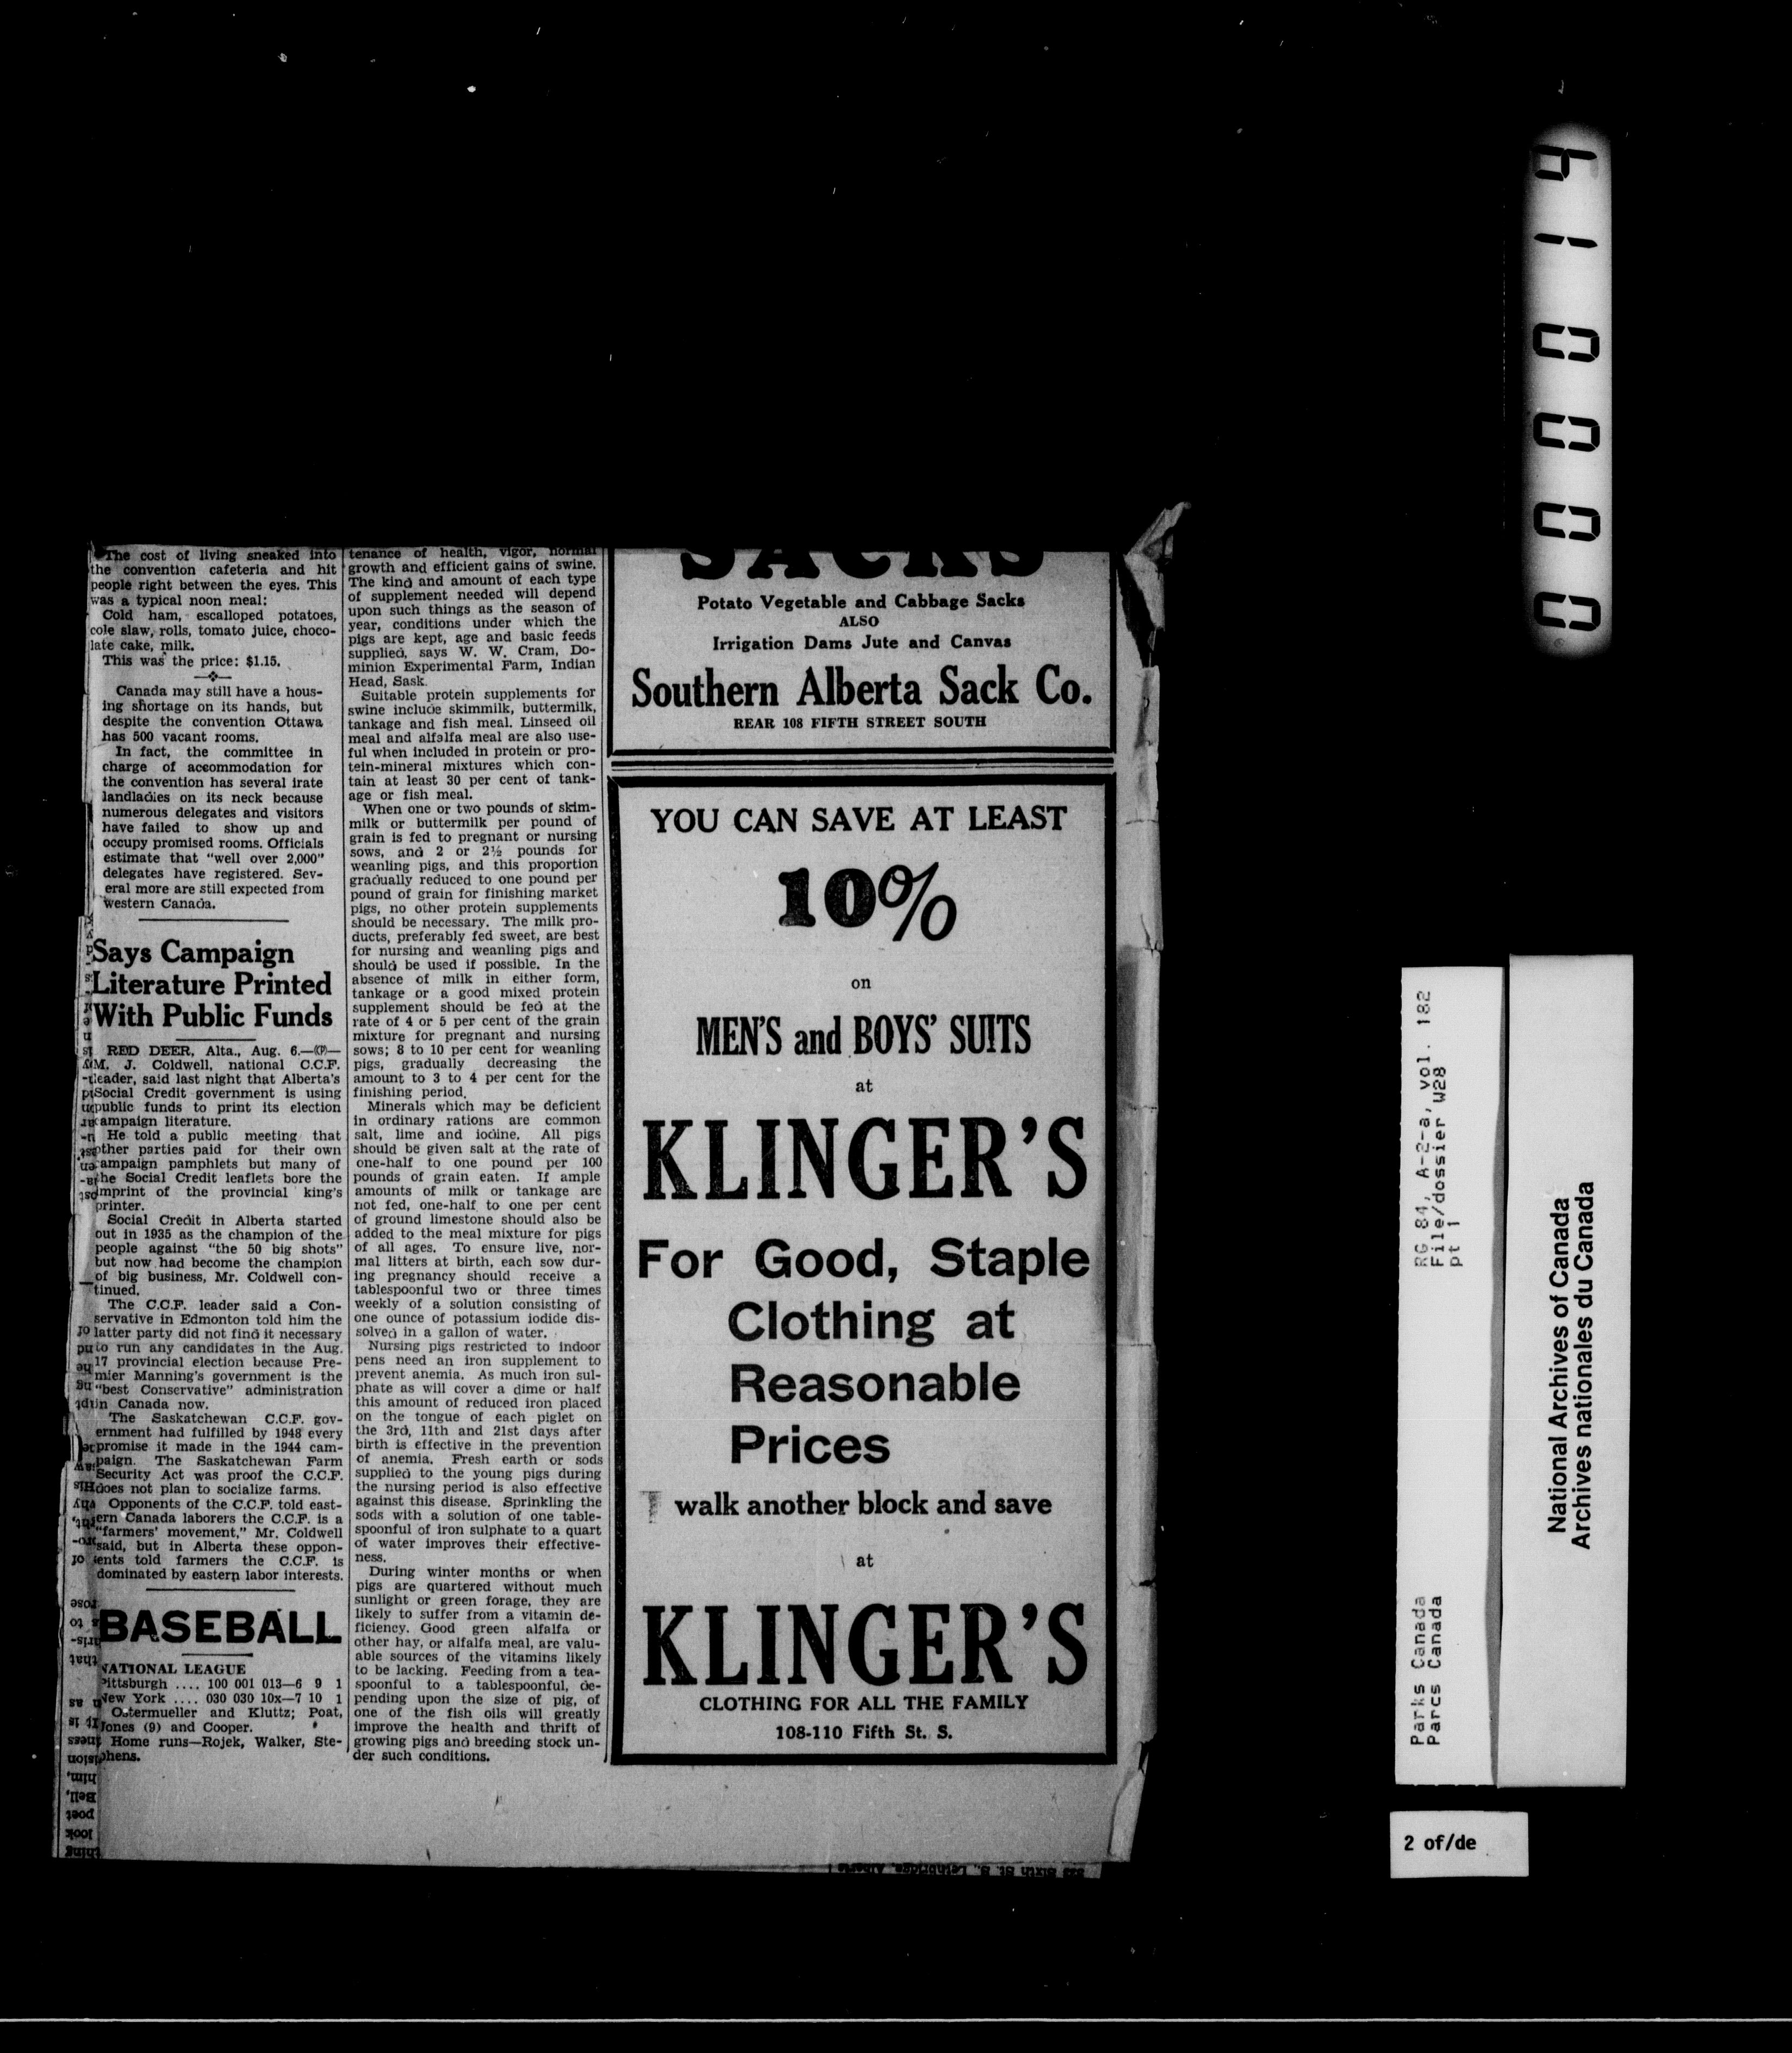 The cost of living sneaked into
the convention cafeteria and hit
people right between the eyes. This
was a typical noon meal:
Cold ham, escalloped potatoes,
cole slaw, rolls, tomato juice, choco-
late cake, milk.
This was the price: $1.15.
Canada may still have a hous-
ing shortage on its hands, but
despite the convention Ottawa
has 500 vacant rooms.
In fact, the committee in
charge of accommodation for
the convention has several irate
landladies on its neck because
numerous delegates and visitors
have failed to show up and
occupy promised rooms. Officials
estimate that "well over 2,000"
delegates have registered. Sev-
eral more are still expected from
western Canada.
Says Campaign
Literature Printed
With Public Funds
RED DEER, Alta., Aug. 6.—(CP)—
M. J. Coldwell, national C.C.F.
leader, said last night that Alberta's
Social Credit government is using
public funds to print its election
campaign literature.
He told a public meeting that
other parties paid for their own
campaign pamphlets but many of
the Social Credit leaflets bore the
imprint of the provincial king's
printer.
Social Credit in Alberta started
out in 1935 as the champion of the
people against "the 50 big shots"
but now had become the champion
of big business, Mr. Coldwell con-
tinued.
The C.C.F. leader said a Con-
servative in Edmonton told him the
latter party did not find it necessary
to run any candidates in the Aug.
17 provincial election because Pre-
mier Manning's government is the
"best Conservative" administration
in Canada now.
The Saskatchewan C.C.F. gov-
ernment had fulfilled by 1948 every
promise it made in the 1944 cam-
paign. The Saskatchewan Farm
Security Act was proof the C.C.F.
does not plan to socialize farms.
Opponents of the C.C.F. told east-
ern Canada laborers the C.C.F. is a
"farmers' movement," Mr. Coldwell
said, but in Alberta these oppon-
ents told farmers the C.C.F. is
dominated by eastern labor interests.
BASEBALL
NATIONAL LEAGUE
Pittsburgh .... 100 001 013—6 9 1
New York .... 030 030 10x—7 10 1
Ostermueller and Kluttz; Poat,
Jones (9) and Cooper.
Home runs—Rojek, Walker, Ste-
phens.
tenance of health, vigor, normal
growth and efficient gains of swine.
The kind and amount of each type
of supplement needed will depend
upon such things as the season of
year, conditions under which the
pigs are kept, age and basic feeds
supplied, says W. W. Cram, Do-
minion Experimental Farm, Indian
Head, Sask.
Suitable protein supplements for
swine include skimmilk, buttermilk,
tankage and fish meal. Linseed oil
meal and alfalfa meal are also use-
ful when included in protein or pro-
tein-mineral mixtures which con-
tain at least 30 per cent of tank-
age or fish meal.
When one or two pounds of skim-
milk or buttermilk per pound of
grain is fed to pregnant or nursing
sows, and 2 or 2½ pounds for
weanling pigs, and this proportion
gradually reduced to one pound per
pound of grain for finishing market
pigs, no other protein supplements
should be necessary. The milk pro-
ducts, preferably fed sweet, are best
for nursing and weanling pigs and
should be used if possible. In the
absence of milk in either form,
tankage or a good mixed protein
supplement should be fed at the
rate of 4 or 5 per cent of the grain
mixture for pregnant and nursing
sows; 8 to 10 per cent for weanling
pigs, gradually decreasing the
amount to 3 to 4 per cent for the
finishing period.
Minerals which may be deficient
in ordinary rations are common
salt, lime and iodine. All pigs
should be given salt at the rate of
one-half to one pound per 100
pounds of grain eaten. If ample
amounts of milk or tankage are
not fed, one-half to one per cent
of ground limestone should also be
added to the meal mixture for pigs
of all ages. To ensure live, nor-
mal litters at birth, each sow dur-
ing pregnancy should receive a
tablespoonful two or three times
weekly of a solution consisting of
one ounce of potassium iodide dis-
solved in a gallon of water.
Nursing pigs restricted to indoor
pens need an iron supplement to
prevent anemia. As much iron sul-
phate as will cover a dime or half
this amount of reduced iron placed
on the tongue of each piglet on
the 3rd, 11th and 21st days after
birth is effective in the prevention
of anemia. Fresh earth or sods
supplied to the young pigs during
the nursing period is also effective
against this disease. Sprinkling the
sods with a solution of one table-
spoonful of iron sulphate to a quart
of water improves their effective-
ness.
During winter months or when
pigs are quartered without much
sunlight or green forage, they are
likely to suffer from a vitamin de-
ficiency. Good green alfalfa or
other hay, or alfalfa meal, are valu-
able sources of the vitamins likely
to be lacking. Feeding from a tea-
spoonful to a tablespoonful, de-
pending upon the size of pig, of
one of the fish oils will greatly
improve the health and thrift of
growing pigs and breeding stock un-
der such conditions.
SACKS
Potato Vegetable and Cabbage Sacks
ALSO
Irrigation Dams Jute and Canvas
Southern Alberta Sack Co.
REAR 108 FIFTH STREET SOUTH
YOU CAN SAVE AT LEAST
10%
on
MEN'S and BOYS' SUITS
at
KLINGER'S
For Good, Staple
Clothing at
Reasonable
Prices
walk another block and save
at
KLINGER'S
CLOTHING FOR ALL THE FAMILY
108-110 Fifth St. S.
000014
RG 84, A-2-a, vol. 182
File/dossier W28
pt 1
Parks Canada
Parcs Canada
National Archives of Canada
Archives nationales du Canada
2 of/de